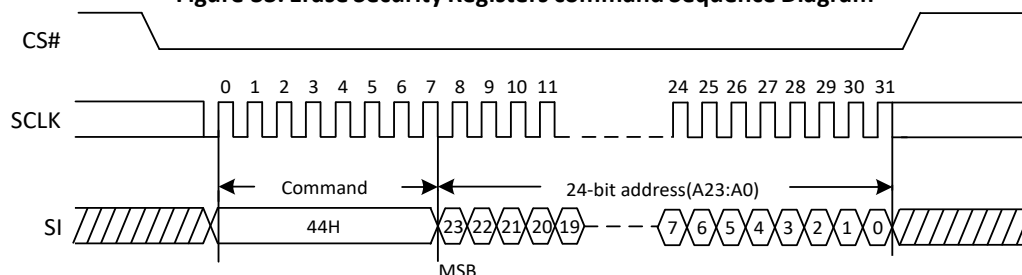 Figure 38. Erase Security Registers Command Sequence Diagram
CS#
0 1 2 3 4 5 6 7 8 9 10 11 24 25 26 27 28 29 30 31
SCLK
Command 24-bit address(A23:A0)
SI 44H 23 22 21 20 19 7 6 5 4 3 2 1 0
MSB